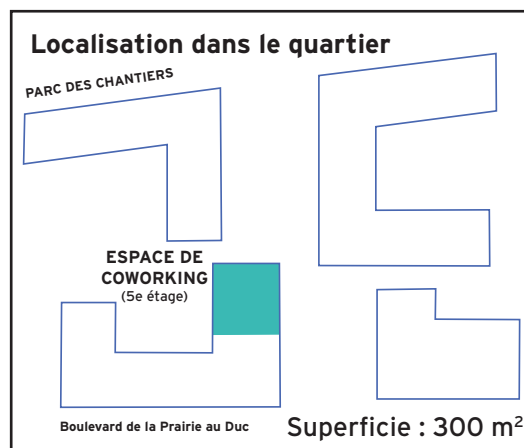 Localisation dans le quartier
PARC DES CHANTIERS
ESPACE DE
COWORKING
(5e étage)
Boulevard de la Prairie au Duc
Superficie : 300 m²